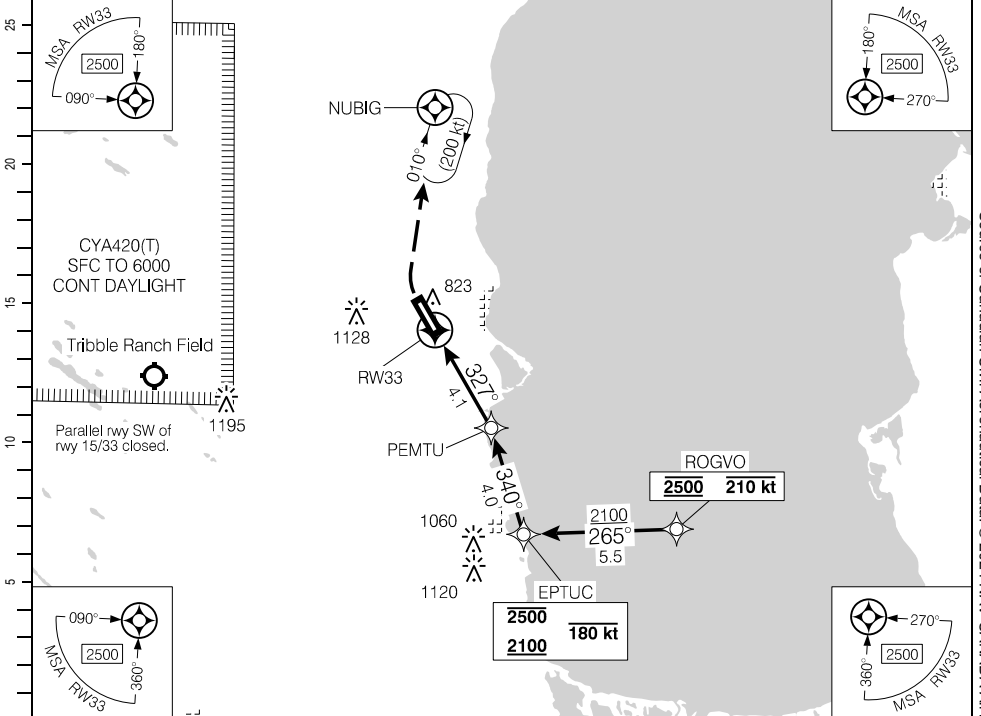 25
20
15
10
5
MSA RW33
180°
2500
090°
MSA RW33
180°
2500
270°
NUBIG
010°
(200 kt)
CYA420(T)
SFC TO 6000
CONT DAYLIGHT
823
1128
Tribble Ranch Field
RW33
327°
4.1
1195
Parallel rwy SW of
rwy 15/33 closed.
PEMTU
ROGVO
2500 210 kt
340°
4.0
1060
2100
265°
5.5
1120
EPTUC
2500
2100
180 kt
090°
2500
360°
MSA RW33
270°
2500
360°
MSA RW33